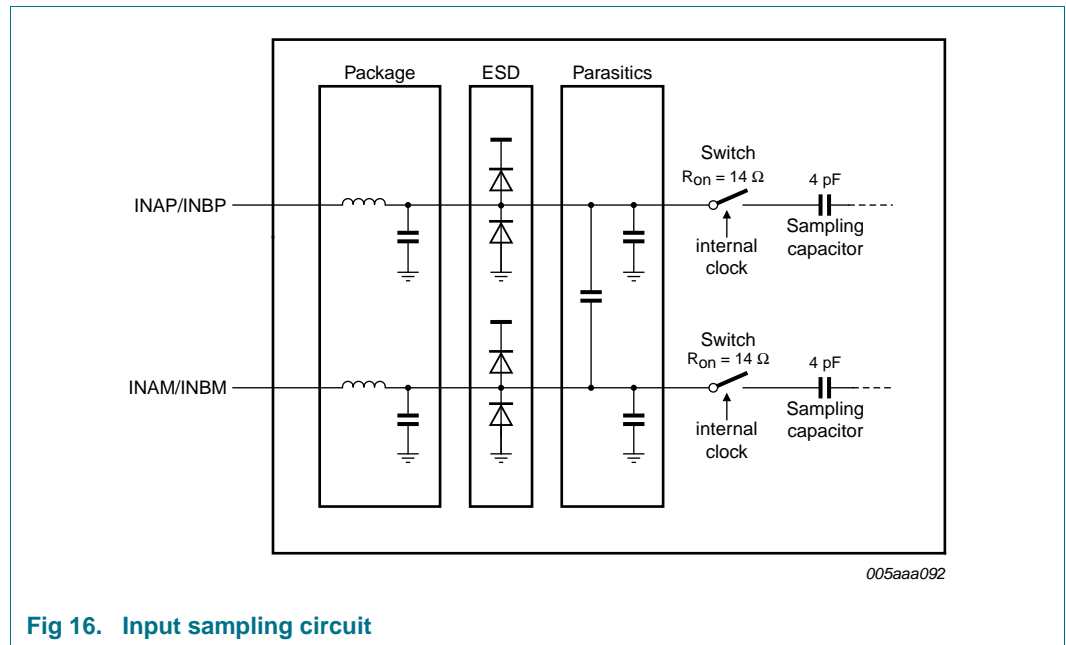 Package ESD Parasitics
Switch
Ron = 14 Ω
4 pF
INAP/INBP
internal
clock
Sampling
capacitor
Switch
Ron = 14 Ω
4 pF
INAM/INBM
internal
clock
Sampling
capacitor
005aaa092
Fig 16. Input sampling circuit